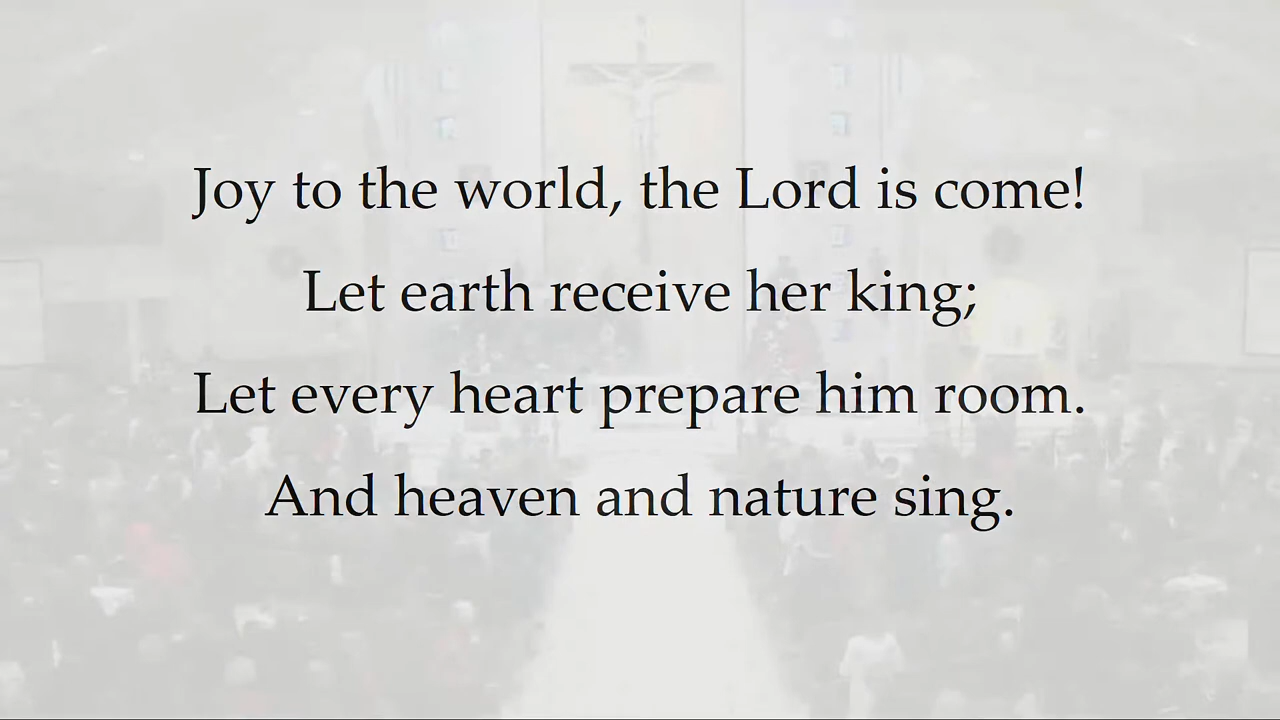 Joy to the world, the Lord is come!
Let earth receive her king;
Let every heart prepare him room.
And heaven and nature sing.